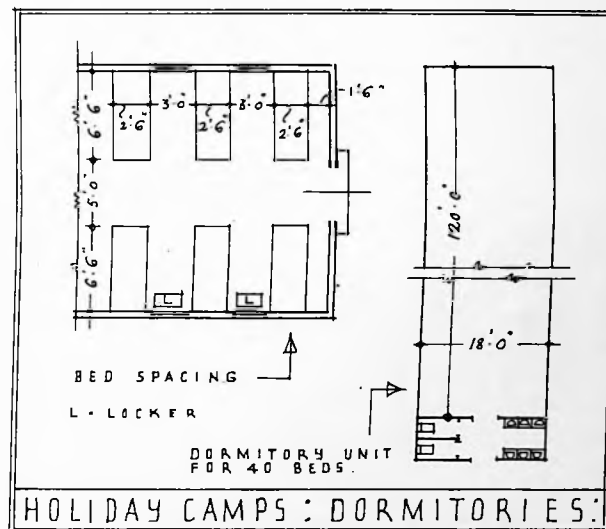 6'.6"
5'.0"
6'.6"
2'.6"
3'.0"
2'.6"
3'.0"
2'.6"
1'.6"
L
L
BED SPACING
L - LOCKER
120'.0"
18'.0"
DORMITORY UNIT
FOR 40 BEDS.
HOLIDAY CAMPS: DORMITORIES: